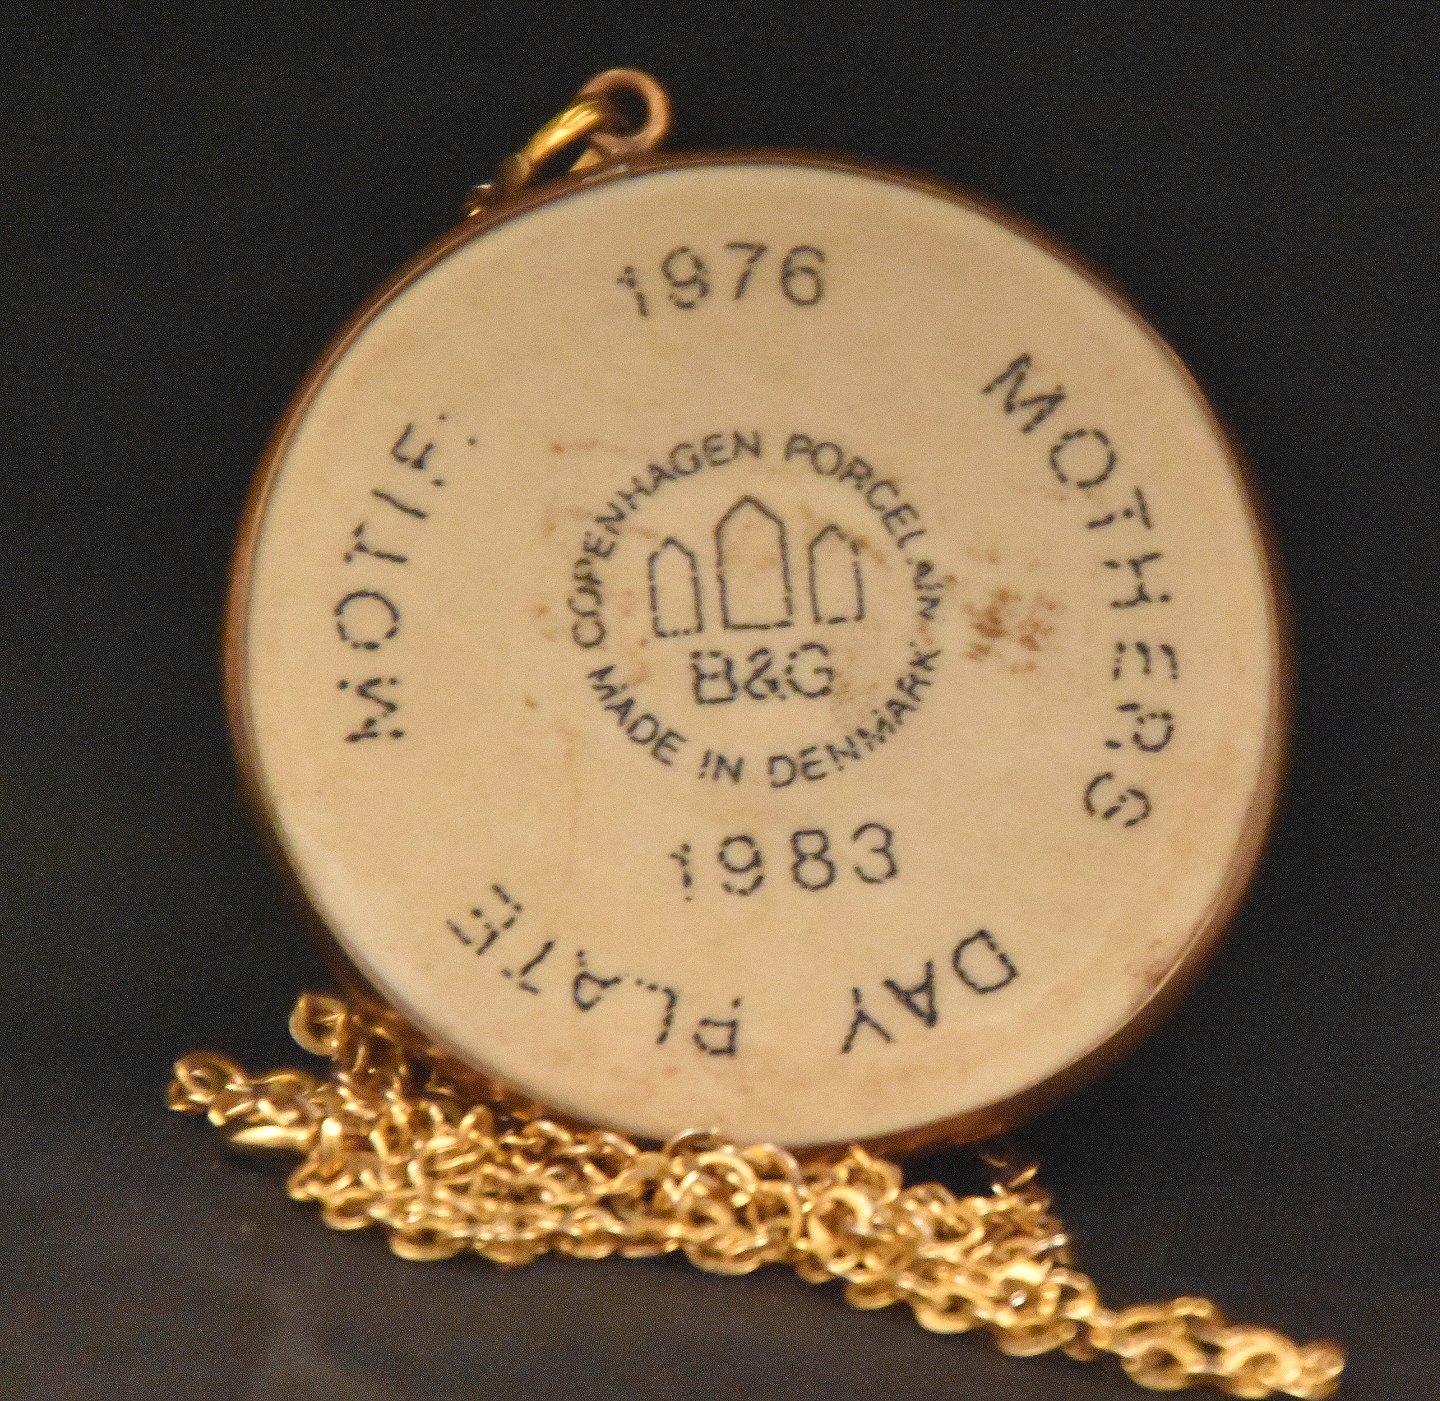 MOTIF: 1976 MOTHERS DAY PLATE
COPENHAGEN PORCELAIN
B&G
MADE IN DENMARK
1983